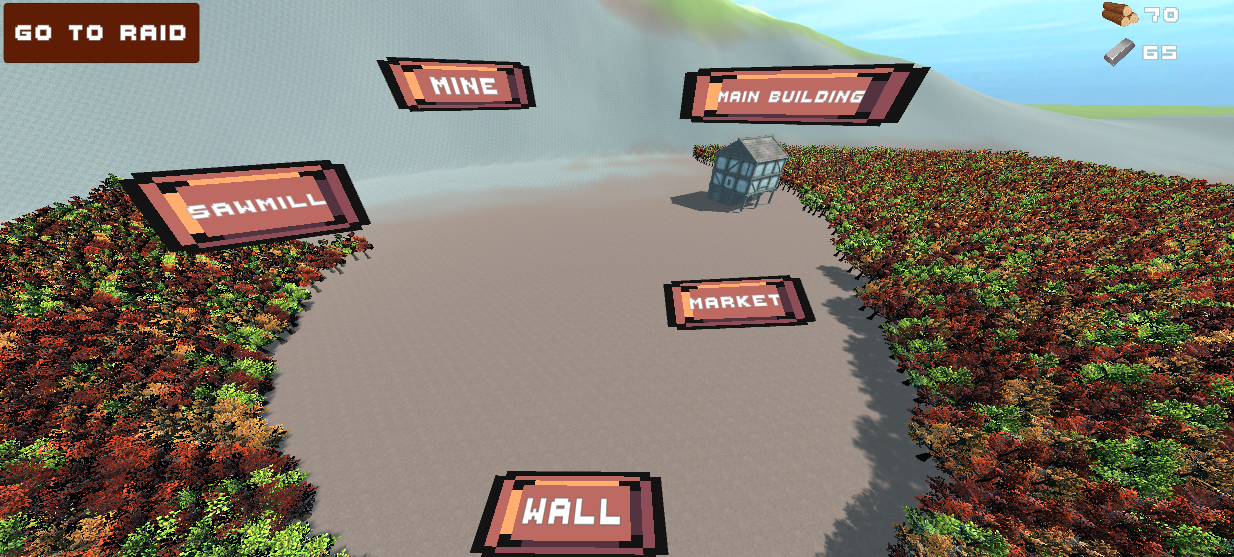 GO TO RAID
70
65
MINE
MAIN BUILDING
SAWMILL
MARKET
WALL